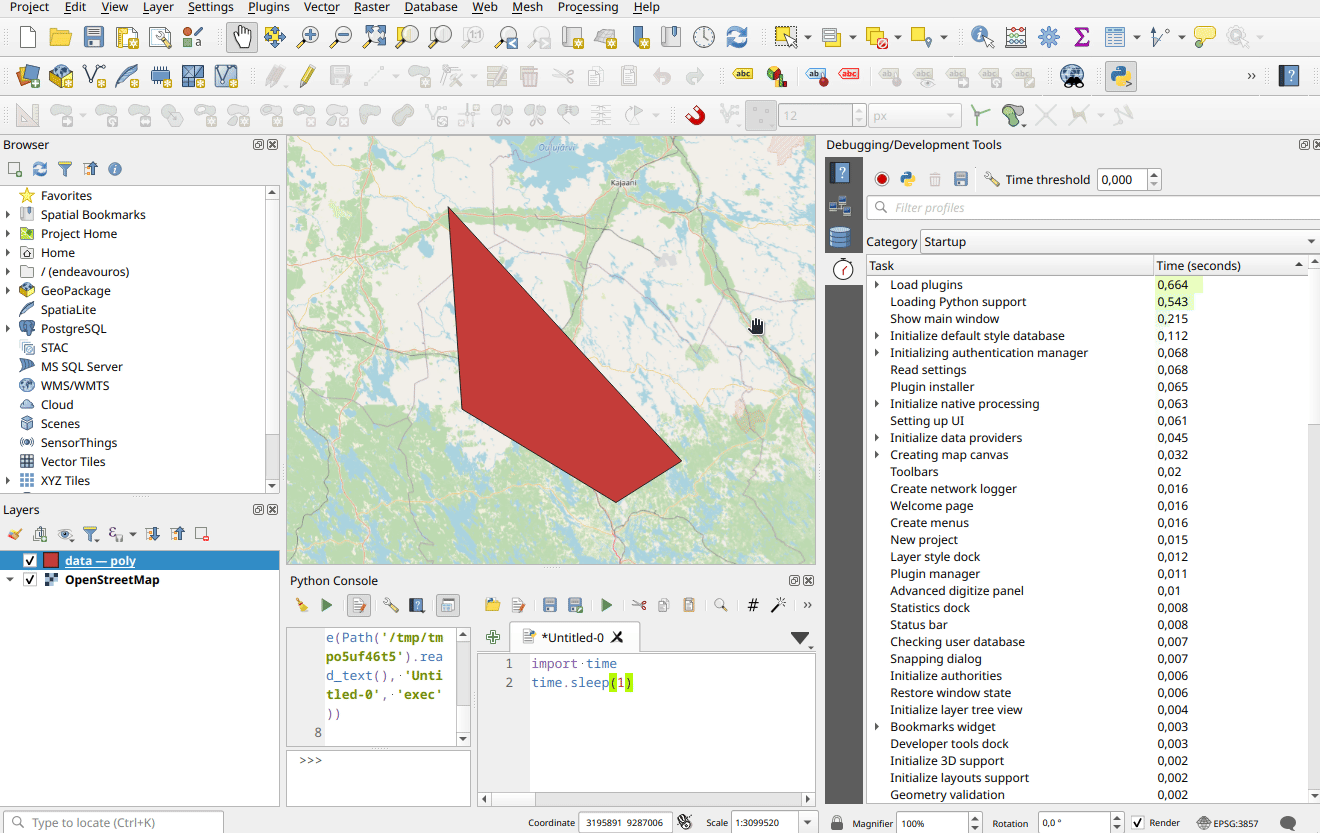 Project Edit View Layer Settings Plugins Vector Raster Database Web Mesh Processing Help
abc abc abc
12 px
Browser
Favorites
Spatial Bookmarks
Project Home
Home
/ (endeavouros)
GeoPackage
SpatiaLite
PostgreSQL
STAC
MS SQL Server
WMS/WMTS
Cloud
Scenes
SensorThings
Vector Tiles
XYZ Tiles
Layers
data — poly
OpenStreetMap
Oulujärvi
Kajaani
Python Console
e(Path('/tmp/tm
po5uf46t5').rea
d_text(), 'Unti
tled-0', 'exec'
))
8
>>>
*Untitled-0
1 import time
2 time.sleep(1)
Debugging/Development Tools
Time threshold 0,000
Filter profiles
Category Startup
Task Time (seconds)
Load plugins 0,664
Loading Python support 0,543
Show main window 0,215
Initialize default style database 0,112
Initializing authentication manager 0,068
Read settings 0,068
Plugin installer 0,065
Initialize native processing 0,063
Setting up UI 0,061
Initialize data providers 0,045
Creating map canvas 0,032
Toolbars 0,02
Create network logger 0,016
Welcome page 0,016
Create menus 0,016
New project 0,015
Layer style dock 0,012
Plugin manager 0,011
Advanced digitize panel 0,01
Statistics dock 0,008
Status bar 0,008
Checking user database 0,007
Snapping dialog 0,007
Initialize authorities 0,006
Restore window state 0,006
Initialize layer tree view 0,004
Bookmarks widget 0,003
Developer tools dock 0,003
Initialize 3D support 0,002
Initialize layouts support 0,002
Geometry validation 0,002
Type to locate (Ctrl+K) Coordinate 3195891 9287006 Scale 1:3099520 Magnifier 100% Rotation 0,0 ° Render EPSG:3857